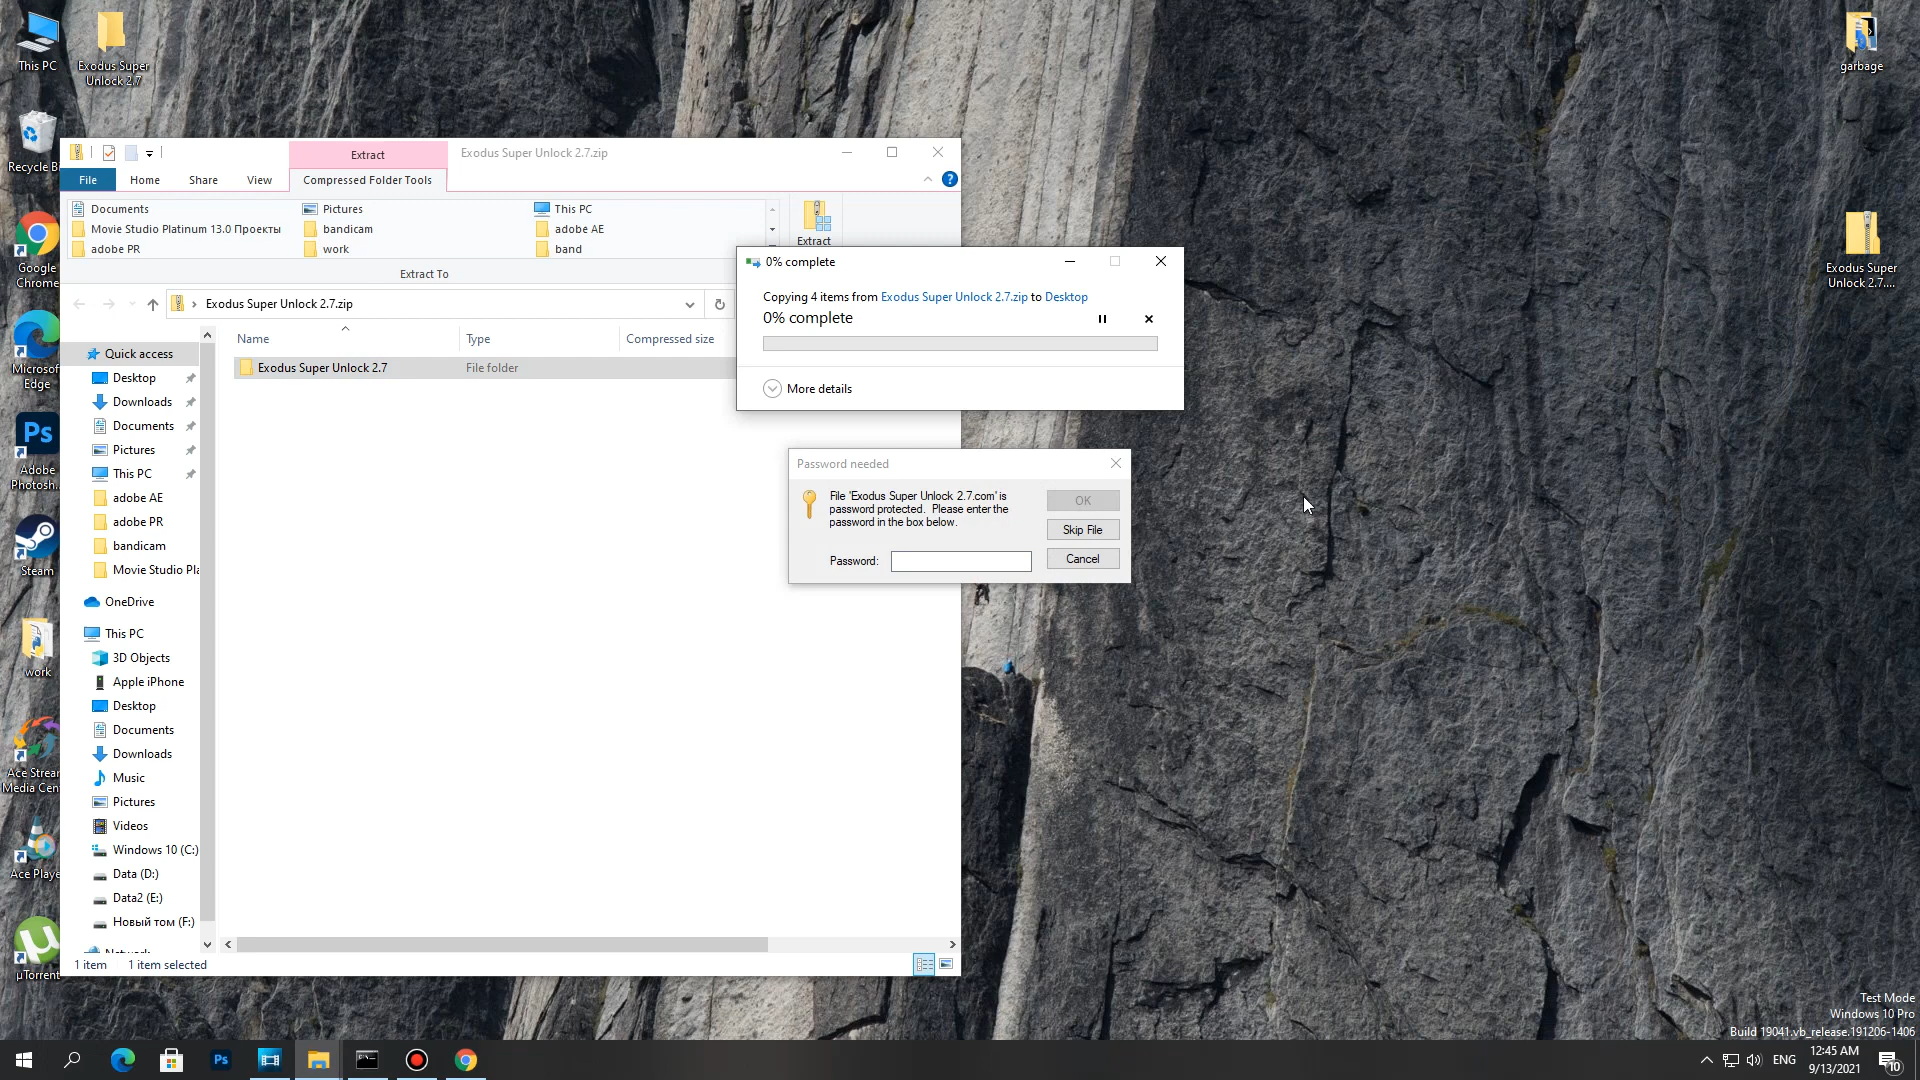 This PC
Exodus Super
Unlock 2.7
garbage
Recycle Bi
Exodus Super
Unlock 2.7....
Google
Chrome
Microsof
Edge
Ps
Adobe
Photosh..
Steam
work
Ace Strear
Media Cen
Ace Playe
µTorrent
Extract
Exodus Super Unlock 2.7.zip
File
Home
Share
View
Compressed Folder Tools
Documents
Pictures
This PC
Movie Studio Platinum 13.0 Проекты
bandicam
adobe AE
adobe PR
work
band
Extract
Extract To
Exodus Super Unlock 2.7.zip
Name
Type
Compressed size
Exodus Super Unlock 2.7
File folder
Quick access
Desktop
Downloads
Documents
Pictures
This PC
adobe AE
adobe PR
bandicam
Movie Studio Pla
OneDrive
This PC
3D Objects
Apple iPhone
Desktop
Documents
Downloads
Music
Pictures
Videos
Windows 10 (C:)
Data (D:)
Data2 (E:)
Новый том (F:)
Network
1 item
1 item selected
0% complete
Copying 4 items from Exodus Super Unlock 2.7.zip to Desktop
0% complete
More details
Password needed
File 'Exodus Super Unlock 2.7.com' is
password protected. Please enter the
password in the box below.
Password:
OK
Skip File
Cancel
Test Mode
Windows 10 Pro
Build 19041.vb_release.191206-1406
Ps
ENG
12:45 AM
9/13/2021
10